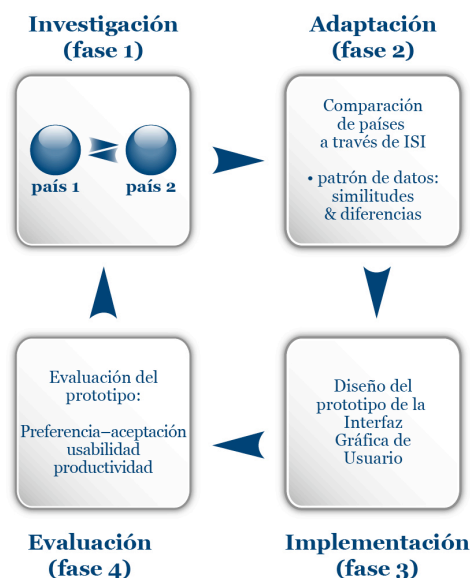 Investigación
(fase 1)
país 1
país 2
Adaptación
(fase 2)
Comparación
de países
a través de ISI
• patrón de datos:
similitudes
& diferencias
Diseño del
prototipo de la
Interfaz
Gráfica de
Usuario
Implementación
(fase 3)
Evaluación del
prototipo:
Preferencia–aceptación
usabilidad
productividad
Evaluación
(fase 4)